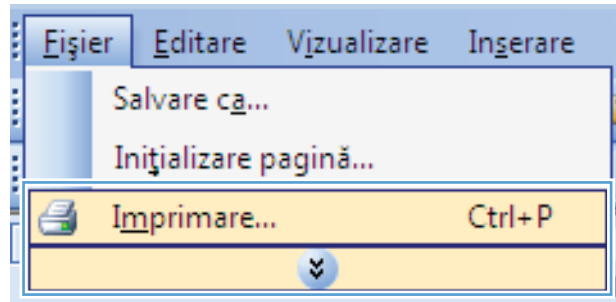 Fişier Editare Vizualizare Inserare
Salvare ca...
Iniţializare pagină...
Imprimare... Ctrl+P